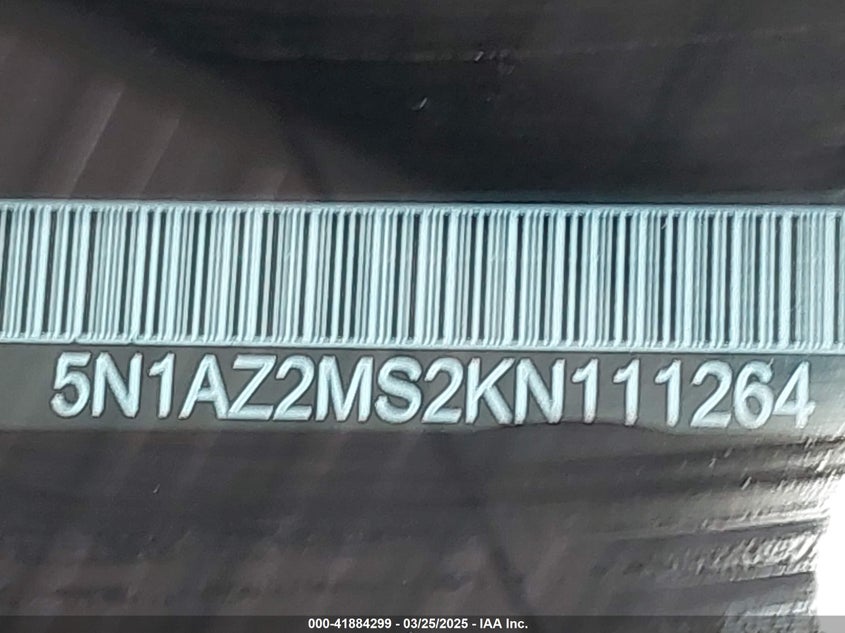 5N1AZ2MS2KN111264
000-41884299 — 03/25/2025 — IAA Inc.